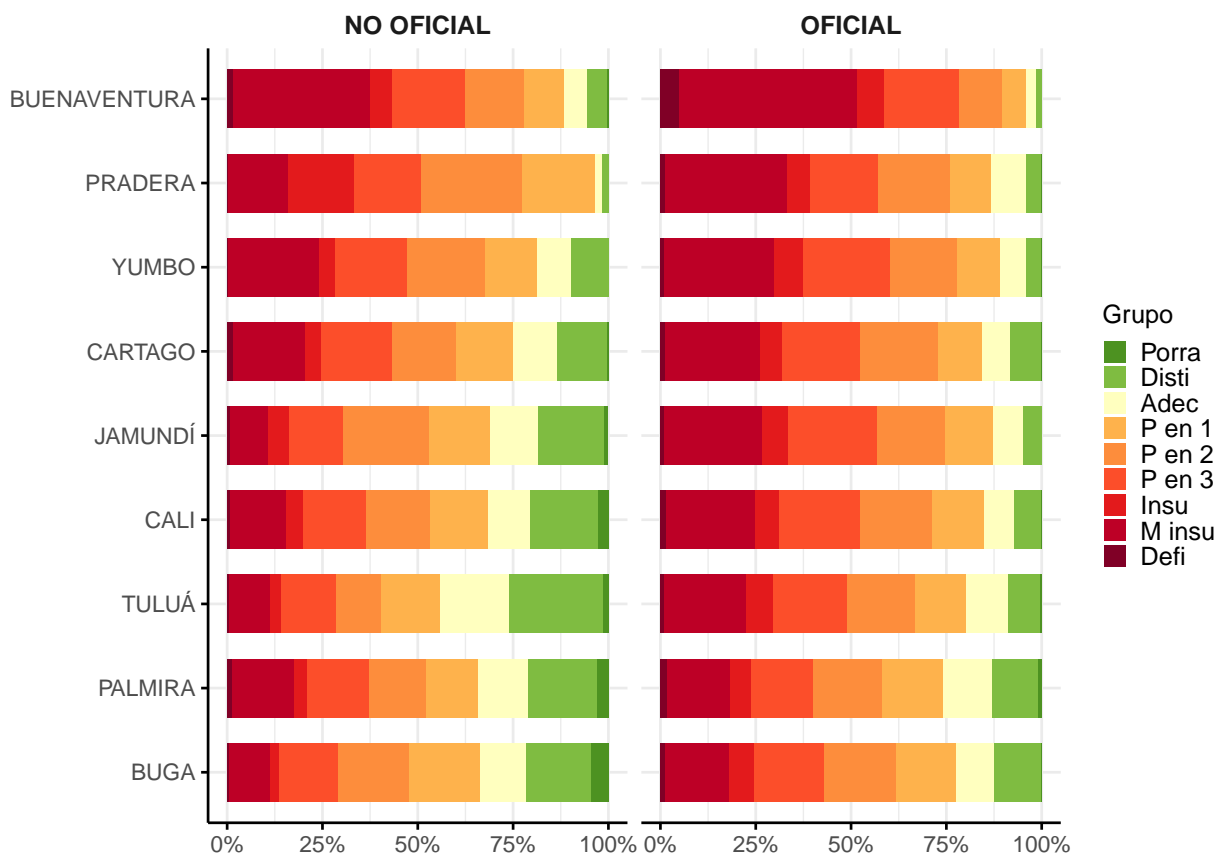 NO OFICIAL
OFICIAL
BUENAVENTURA
PRADERA
YUMBO
CARTAGO
JAMUNDÍ
CALI
TULUÁ
PALMIRA
BUGA
0% 25% 50% 75% 100%
0% 25% 50% 75% 100%
Grupo
Porra
Disti
Adec
P en 1
P en 2
P en 3
Insu
M insu
Defi